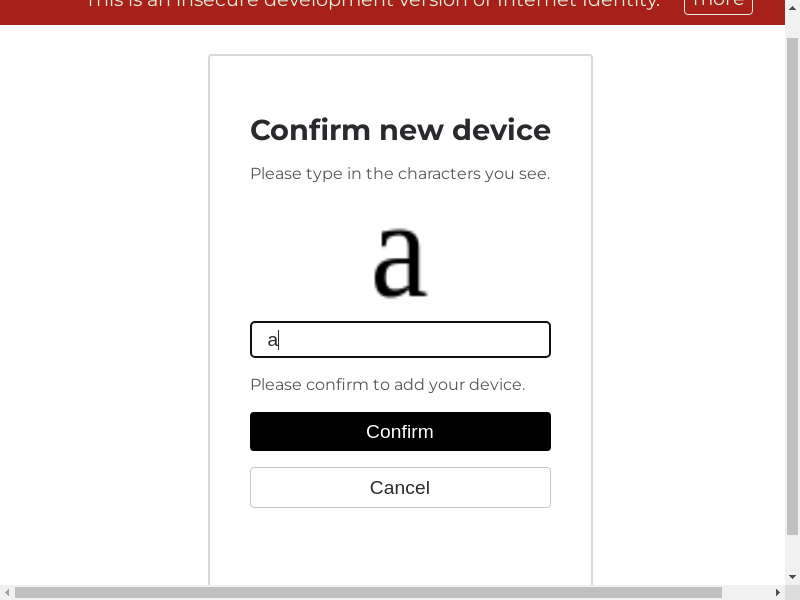 This is an insecure development version of Internet Identity. more
Confirm new device
Please type in the characters you see.
a
a
Please confirm to add your device.
Confirm
Cancel